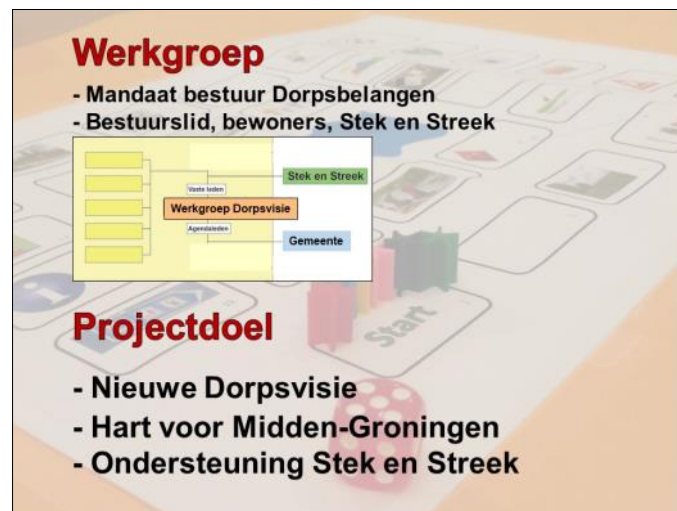 Werkgroep
- Mandaat bestuur Dorpsbelangen
- Bestuurslid, bewoners, Stek en Streek
Stek en Streek
Vaste leden
Werkgroep Dorpsvisie
Agendaleden
Gemeente
Start
Projectdoel
- Nieuwe Dorpsvisie
- Hart voor Midden-Groningen
- Ondersteuning Stek en Streek